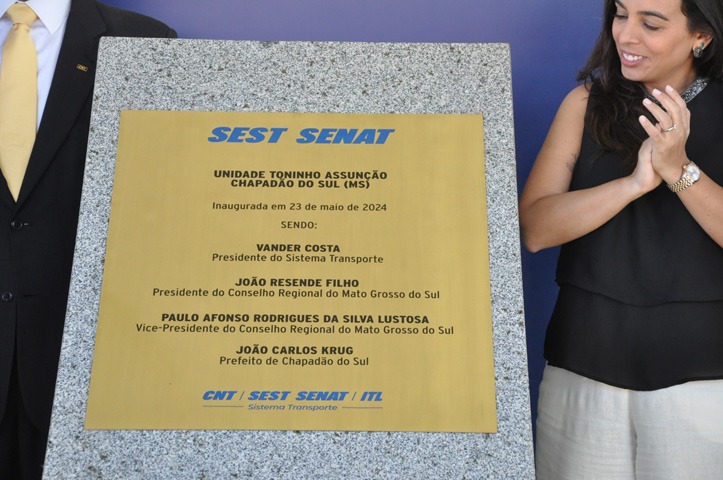 SEST SENAT
UNIDADE TONINHO ASSUNÇÃO
CHAPADÃO DO SUL (MS)
Inaugurada em 23 de maio de 2024
SENDO:
VANDER COSTA
Presidente do Sistema Transporte
JOÃO RESENDE FILHO
Presidente do Conselho Regional do Mato Grosso do Sul
PAULO AFONSO RODRIGUES DA SILVA LUSTOSA
Vice-Presidente do Conselho Regional do Mato Grosso do Sul
JOÃO CARLOS KRUG
Prefeito de Chapadão do Sul
CNT / SEST SENAT / ITL
Sistema Transporte